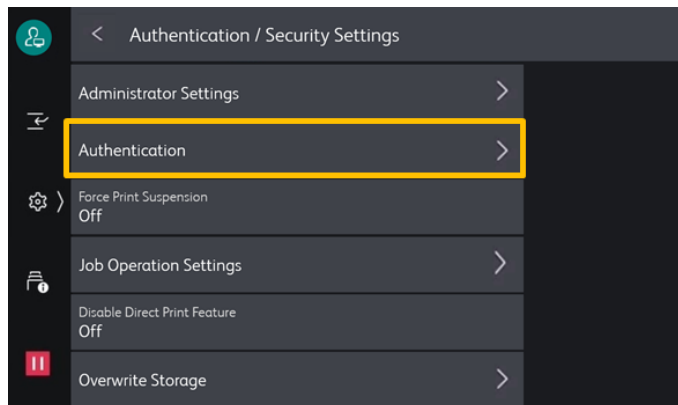 Authentication / Security Settings
Administrator Settings
Authentication
Force Print Suspension
Off
Job Operation Settings
Disable Direct Print Feature
Off
Overwrite Storage